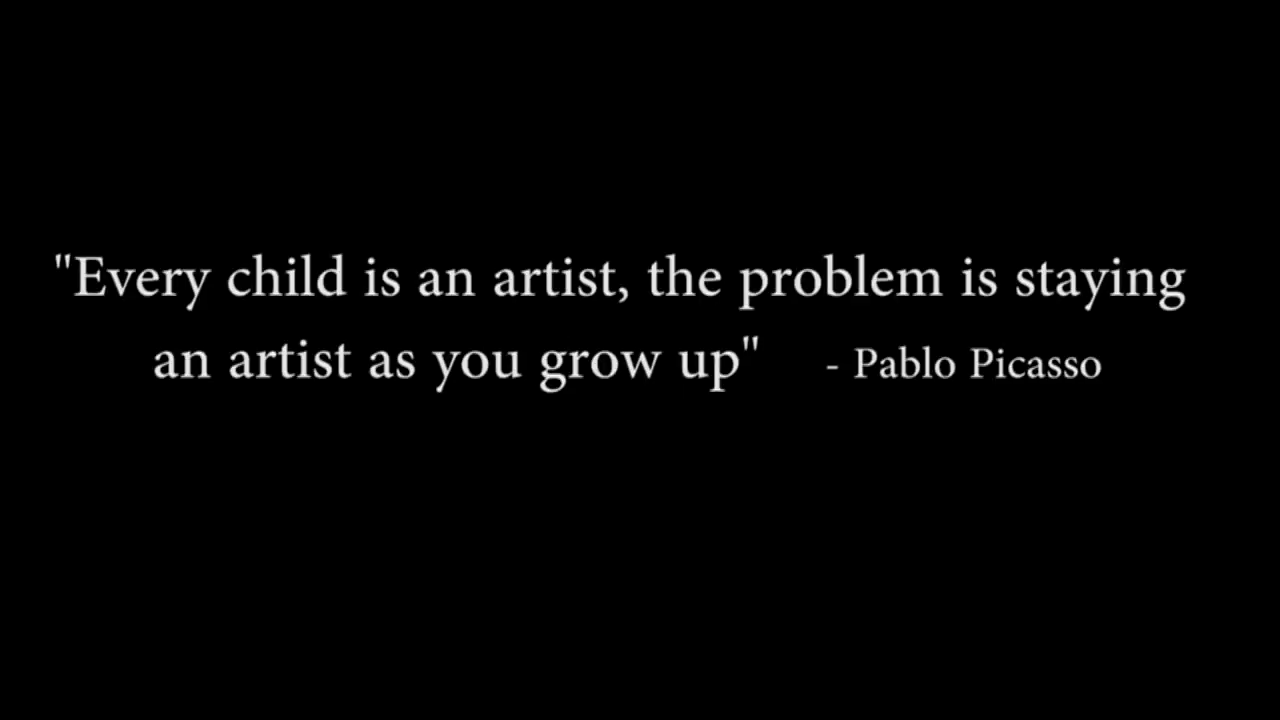 "Every child is an artist, the problem is staying
an artist as you grow up" - Pablo Picasso